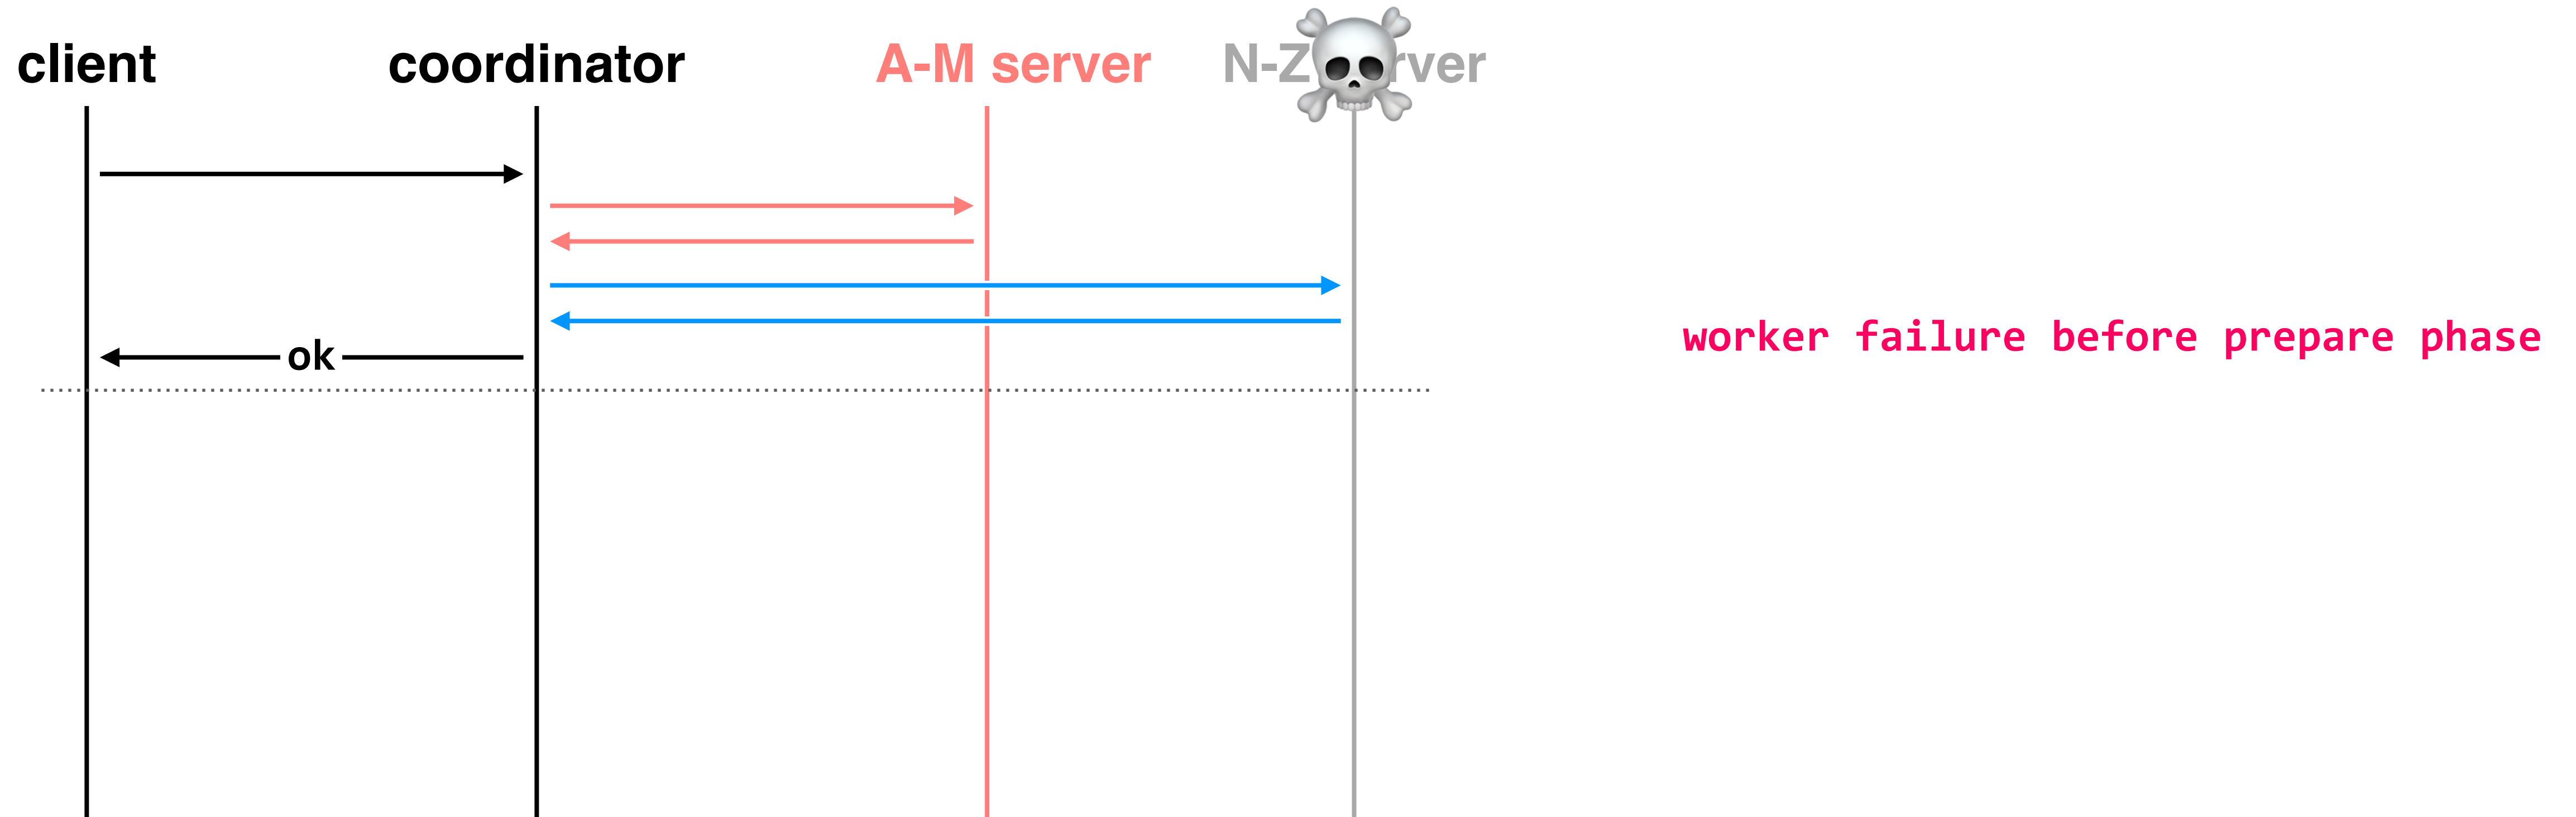 client
coordinator
A-M server
N-Z rver
ok
worker failure before prepare phase